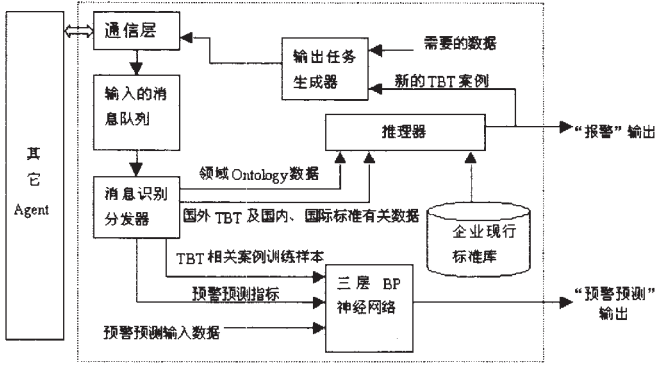 通信层
需要的数据
输出任务
生成器
新的TBT案例
输入的消
息队列
推理器
“报警”输出
其
它
Agent
领域Ontology数据
消息识别
分发器
国外TBT及国内、国际标准有关数据
企业现行
标准库
TBT相关案例训练样本
三层 BP
神经网络
预警预测指标
“预警预测”
输出
预警预测输入数据